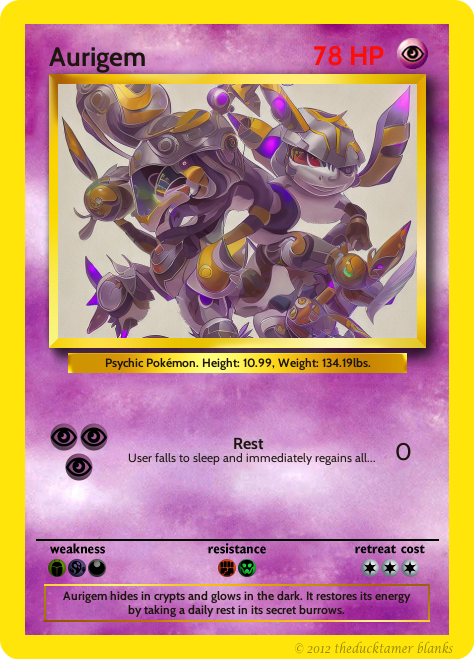 Aurigem
78 HP
Psychic Pokémon. Height: 10.99, Weight: 134.19lbs.
Rest
User falls to sleep and immediately regains all...
0
weakness
resistance
retreat cost
Aurigem hides in crypts and glows in the dark. It restores its energy
by taking a daily rest in its secret burrows.
© 2012 theducktamer blanks